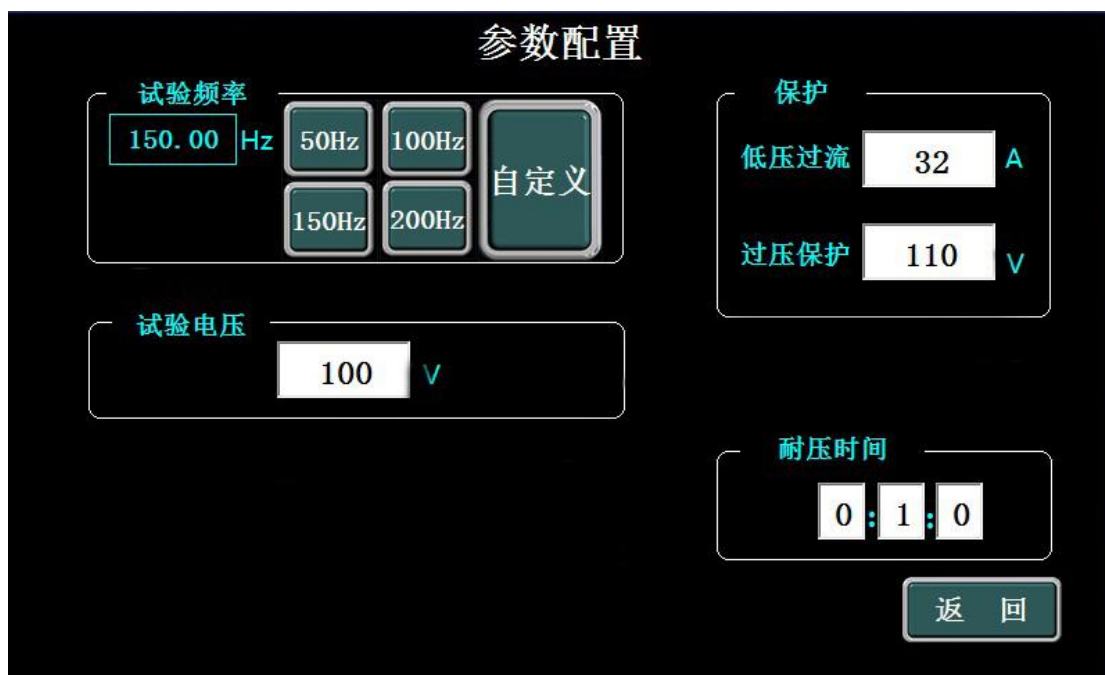 参数配置
试验频率
150.00 Hz
50Hz 100Hz
150Hz 200Hz
自定义
试验电压
100 V
保护
低压过流 32 A
过压保护 110 V
耐压时间
0:1:0
返 回